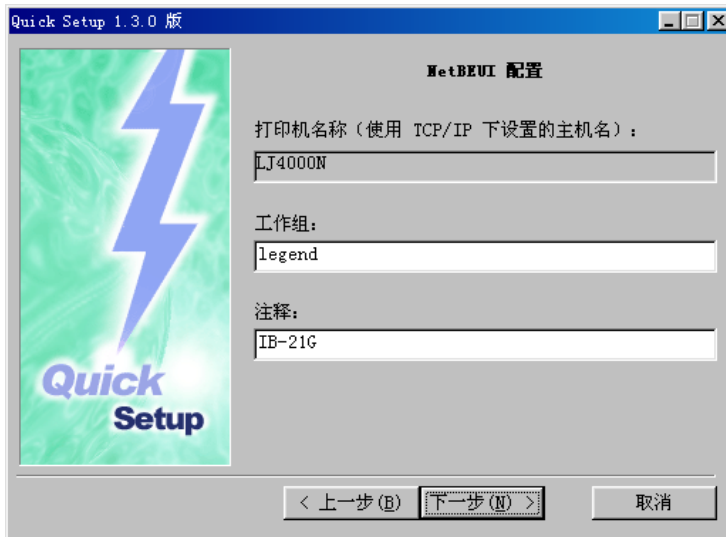 Quick Setup 1.3.0 版
NetBEUI 配置
打印机名称（使用 TCP/IP 下设置的主机名）：
LJ4000N
工作组：
legend
注释：
IB-21G
Quick
Setup
< 上一步(B)
下一步(N) >
取消